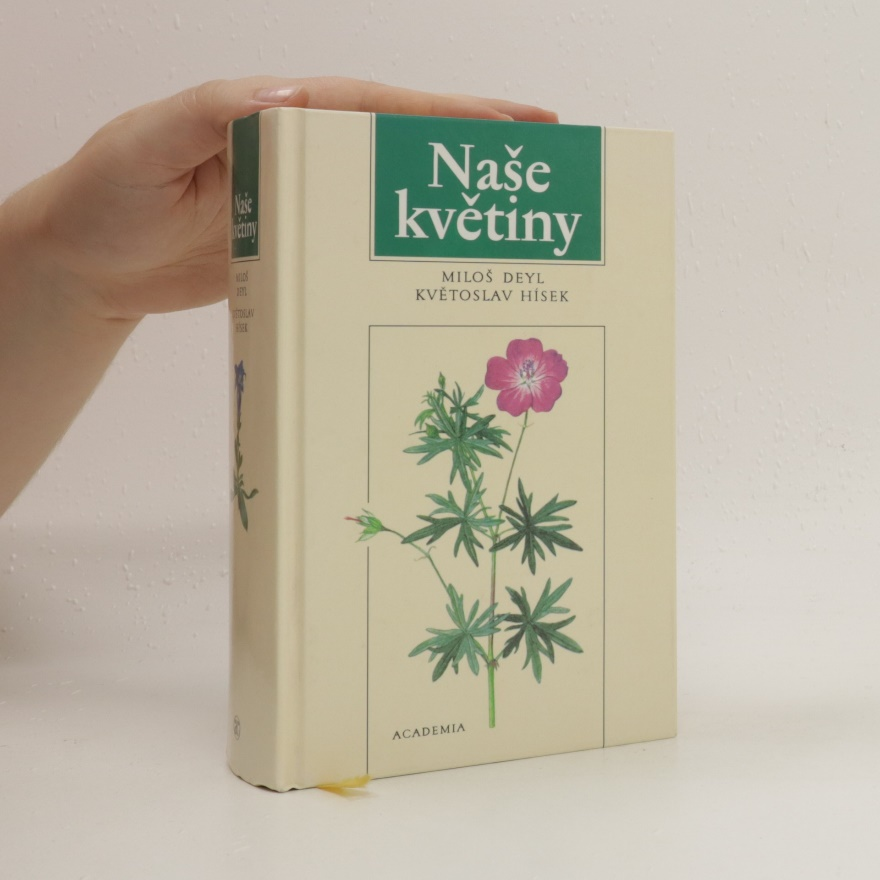 Naše
květiny
MILOŠ DEYL
KVĚTOSLAV HÍSEK
ACADEMIA
Naše
květiny
MILOŠ
DEYL
KVĚTOSLAV
HÍSEK